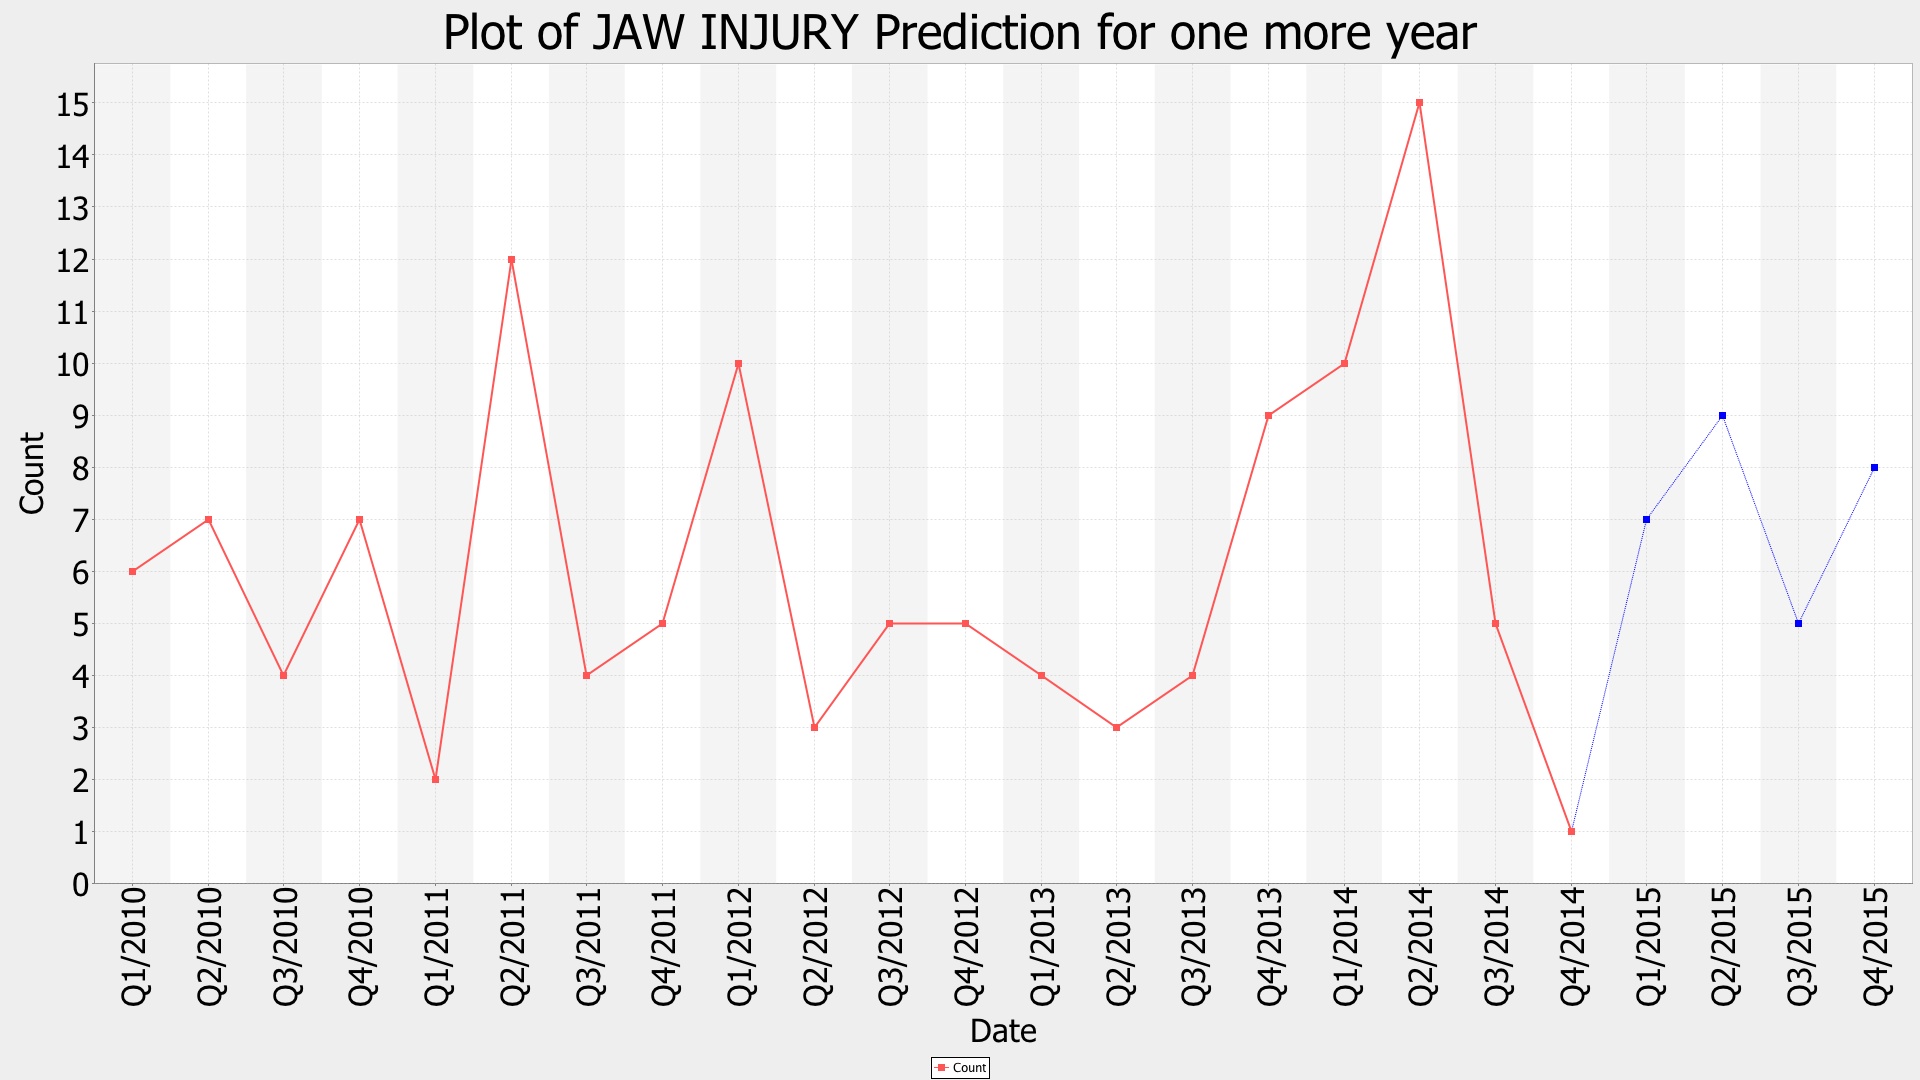 Plot of JAW INJURY Prediction for one more year
15
14
13
12
11
10
9
8
7
6
5
4
3
2
1
0
Count
Q1/2010
Q2/2010
Q3/2010
Q4/2010
Q1/2011
Q2/2011
Q3/2011
Q4/2011
Q1/2012
Q2/2012
Q3/2012
Q4/2012
Q1/2013
Q2/2013
Q3/2013
Q4/2013
Q1/2014
Q2/2014
Q3/2014
Q4/2014
Q1/2015
Q2/2015
Q3/2015
Q4/2015
Date
Count